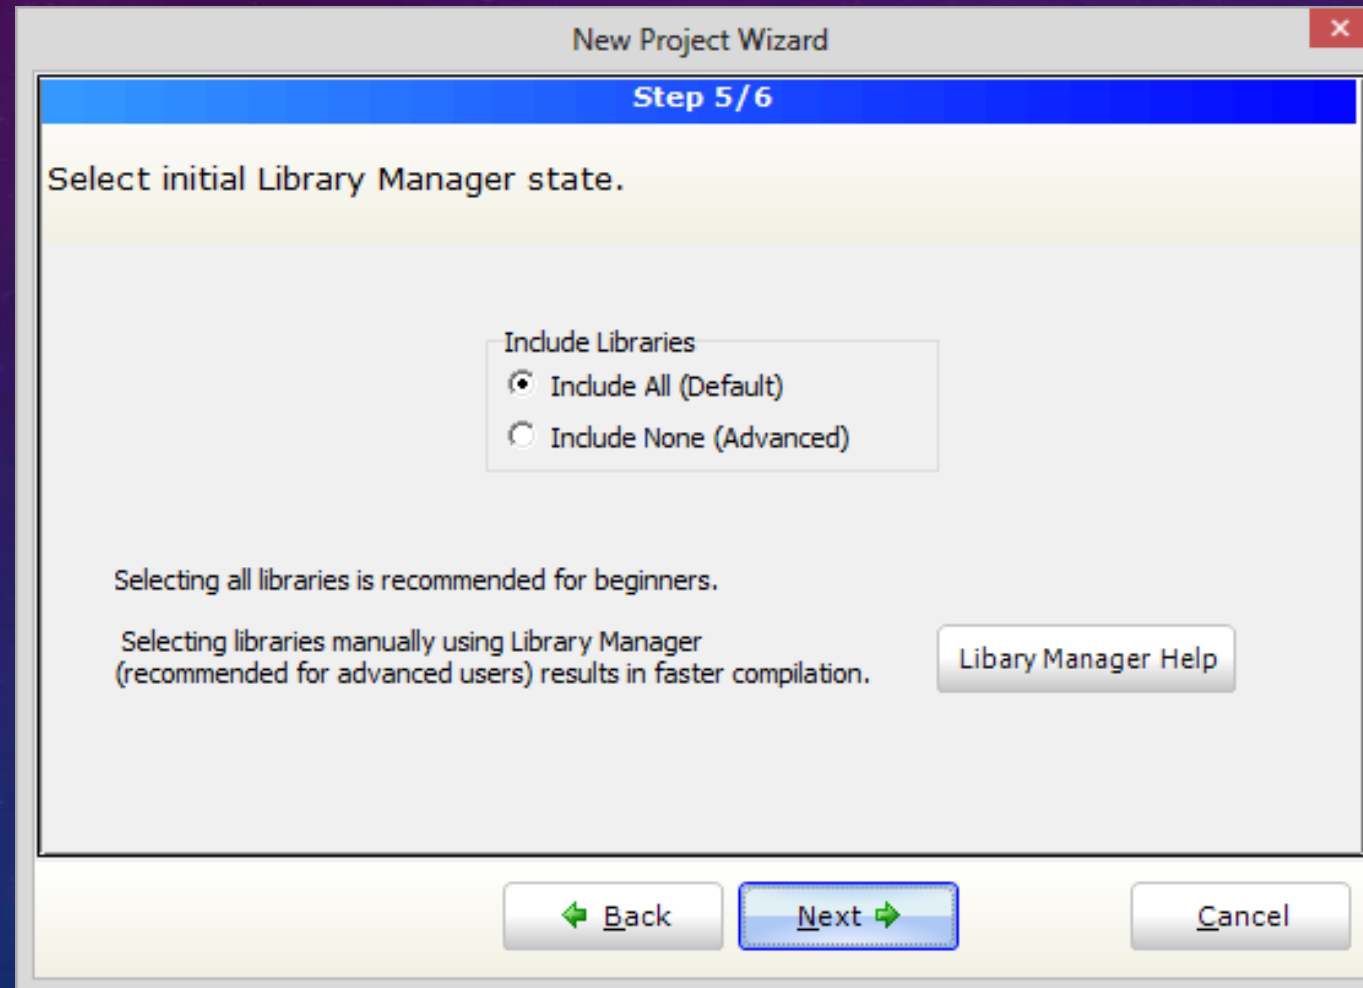 New Project Wizard
Step 5/6
Select initial Library Manager state.
Include Libraries
Include All (Default)
Include None (Advanced)
Selecting all libraries is recommended for beginners.
Selecting libraries manually using Library Manager
(recommended for advanced users) results in faster compilation.
Libary Manager Help
Back
Next
Cancel